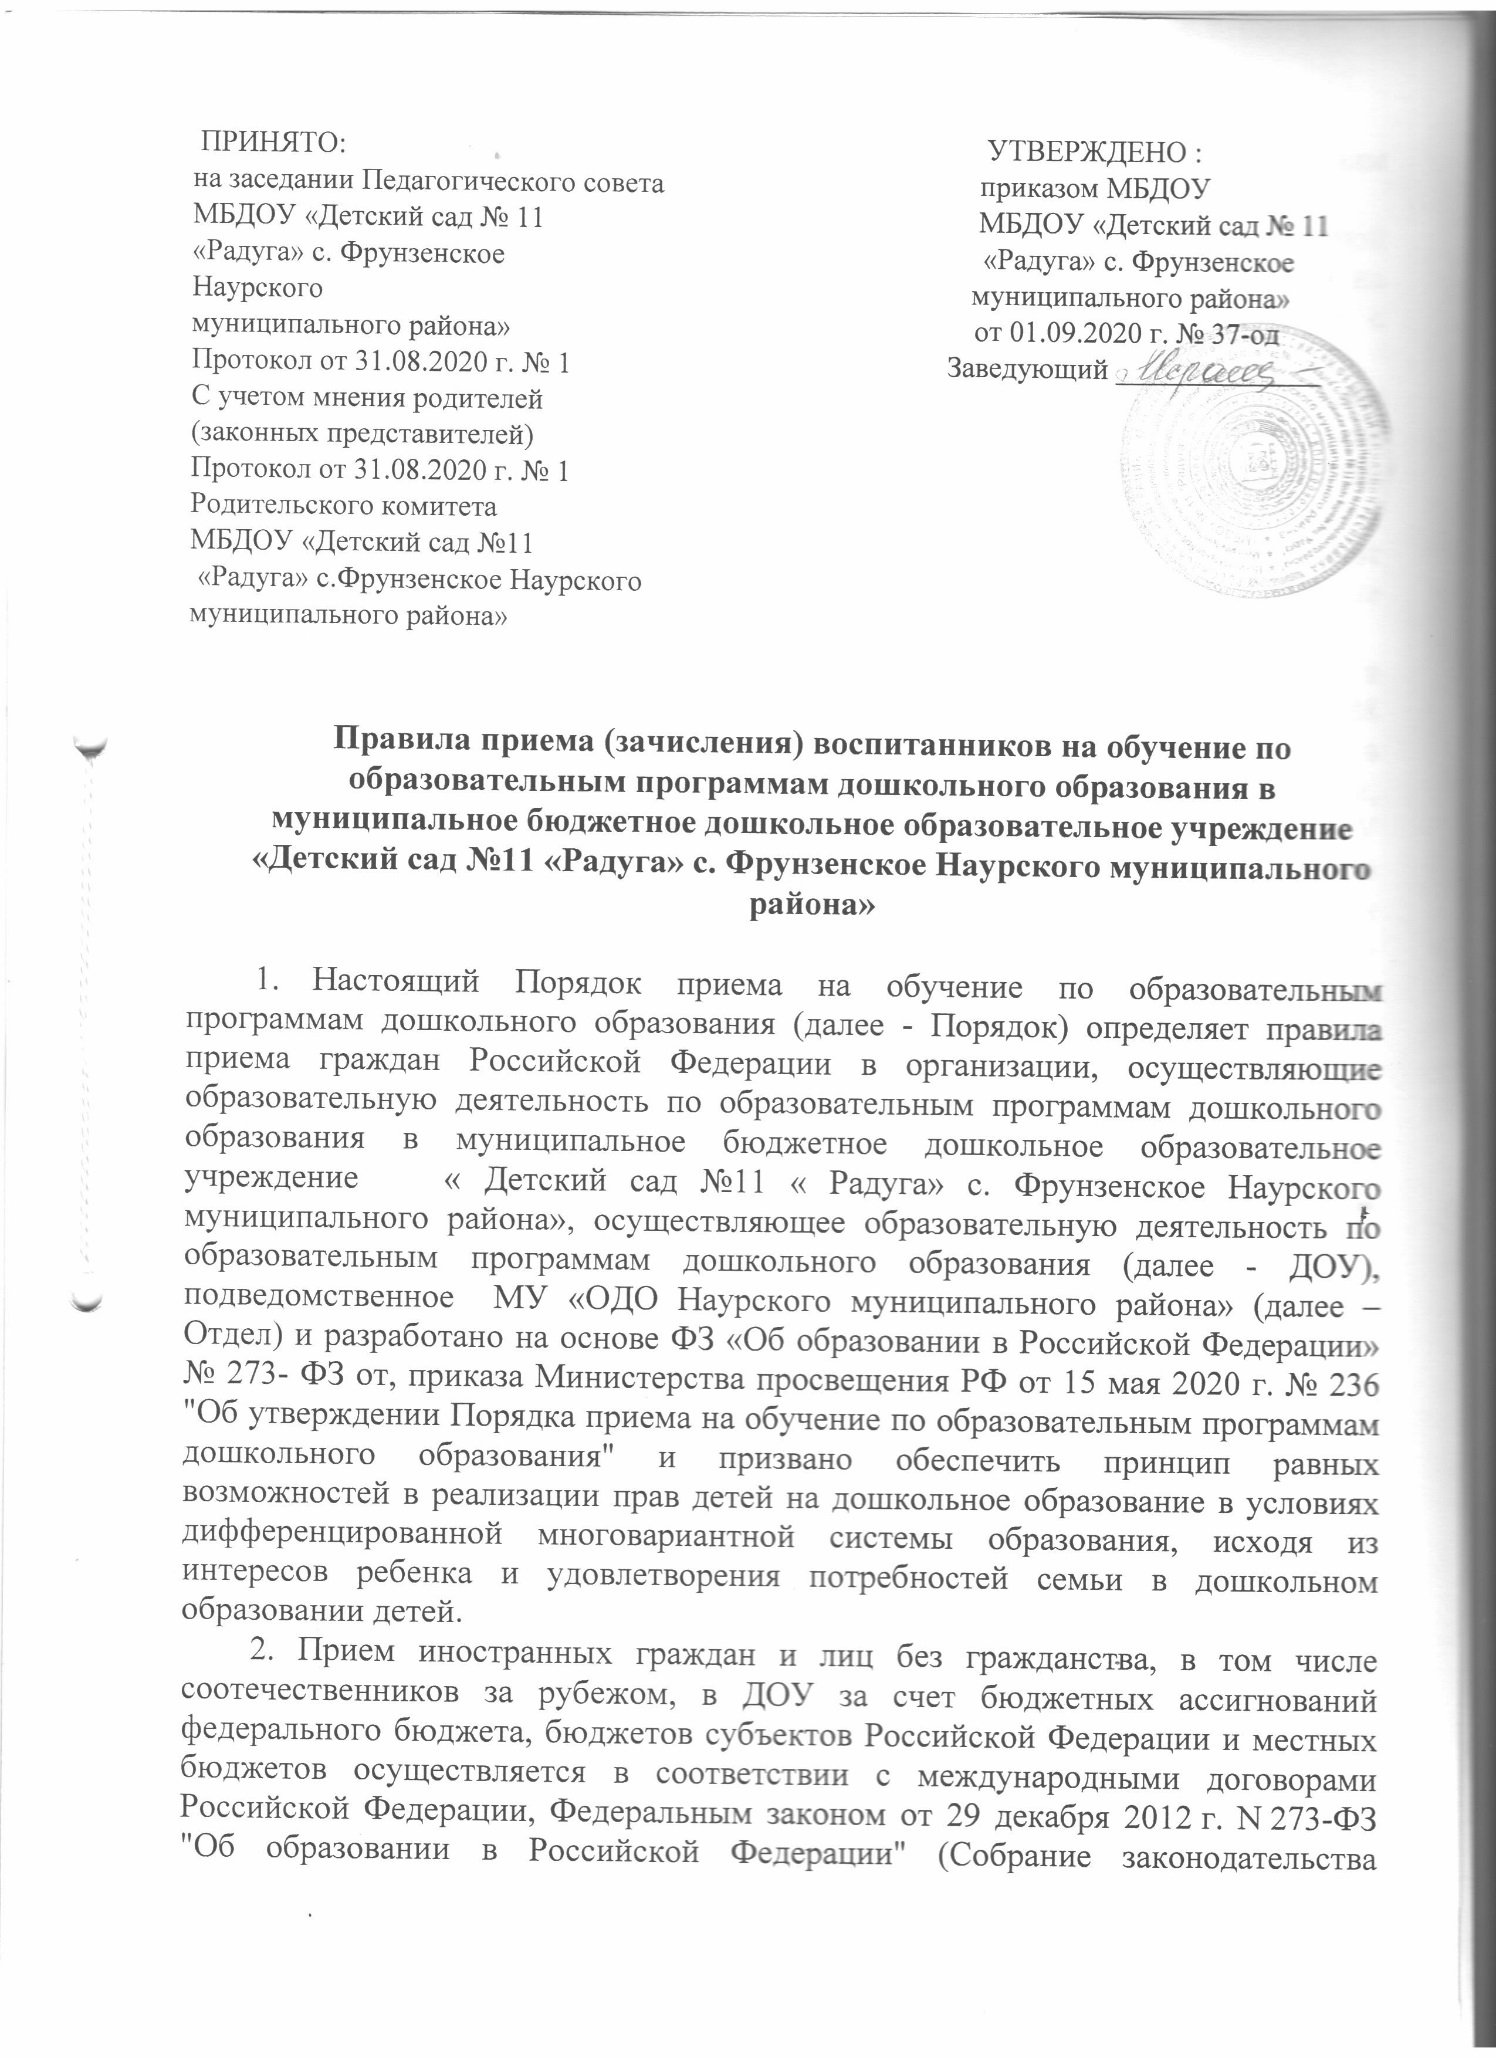 ПРИНЯТО:
на заседании Педагогического совета
МБДОУ «Детский сад № 11
«Радуга» с. Фрунзенское
Наурского
муниципального района»
Протокол от 31.08.2020 г. № 1
С учетом мнения родителей
(законных представителей)
Протокол от 31.08.2020 г. № 1
Родительского комитета
МБДОУ «Детский сад №11
«Радуга» с.Фрунзенское Наурского
муниципального района»
УТВЕРЖДЕНО :
приказом МБДОУ
МБДОУ «Детский сад № 11
«Радуга» с. Фрунзенское
муниципального района»
от 01.09.2020 г. № 37-од
Заведующий
Правила приема (зачисления) воспитанников на обучение по
образовательным программам дошкольного образования в
муниципальное бюджетное дошкольное образовательное учреждение
«Детский сад №11 «Радуга» с. Фрунзенское Наурского муниципального
района»
1. Настоящий Порядок приема на обучение по образовательным
программам дошкольного образования (далее - Порядок) определяет правила
приема граждан Российской Федерации в организации, осуществляющие
образовательную деятельность по образовательным программам дошкольного
образования в муниципальное бюджетное дошкольное образовательное
учреждение « Детский сад №11 « Радуга» с. Фрунзенское Наурского
муниципального района», осуществляющее образовательную деятельность по
образовательным программам дошкольного образования (далее - ДОУ),
подведомственное МУ «ОДО Наурского муниципального района» (далее –
Отдел) и разработано на основе ФЗ «Об образовании в Российской Федерации»
№ 273- ФЗ от, приказа Министерства просвещения РФ от 15 мая 2020 г. № 236
"Об утверждении Порядка приема на обучение по образовательным программам
дошкольного образования" и призвано обеспечить принцип равных
возможностей в реализации прав детей на дошкольное образование в условиях
дифференцированной многовариантной системы образования, исходя из
интересов ребенка и удовлетворения потребностей семьи в дошкольном
образовании детей.
2. Прием иностранных граждан и лиц без гражданства, в том числе
соотечественников за рубежом, в ДОУ за счет бюджетных ассигнований
федерального бюджета, бюджетов субъектов Российской Федерации и местных
бюджетов осуществляется в соответствии с международными договорами
Российской Федерации, Федеральным законом от 29 декабря 2012 г. N 273-ФЗ
"Об образовании в Российской Федерации" (Собрание законодательства